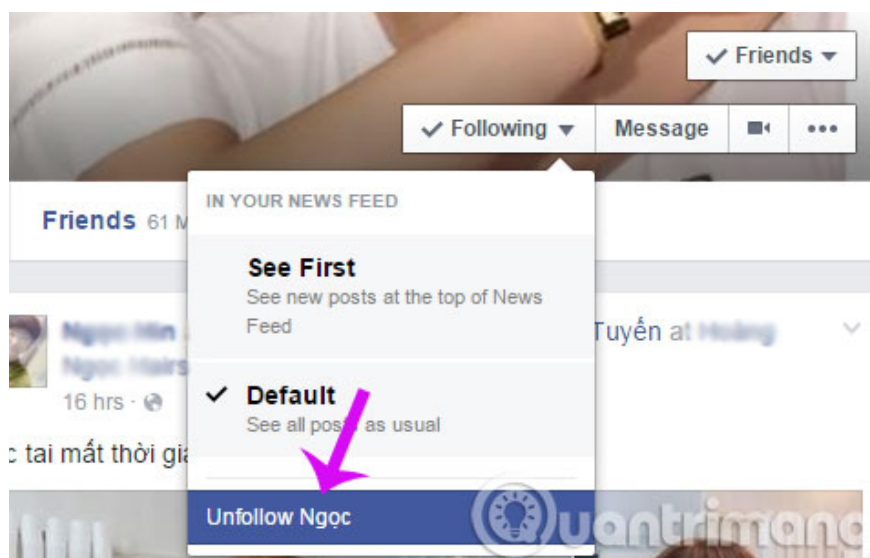 Friends
Following
Message
Friends 61 M
IN YOUR NEWS FEED
See First
See new posts at the top of News
Feed
Tuyến at
16 hrs
Default
See all posts as usual
c tai mất thời gia
Unfollow Ngọc
Quantrimang